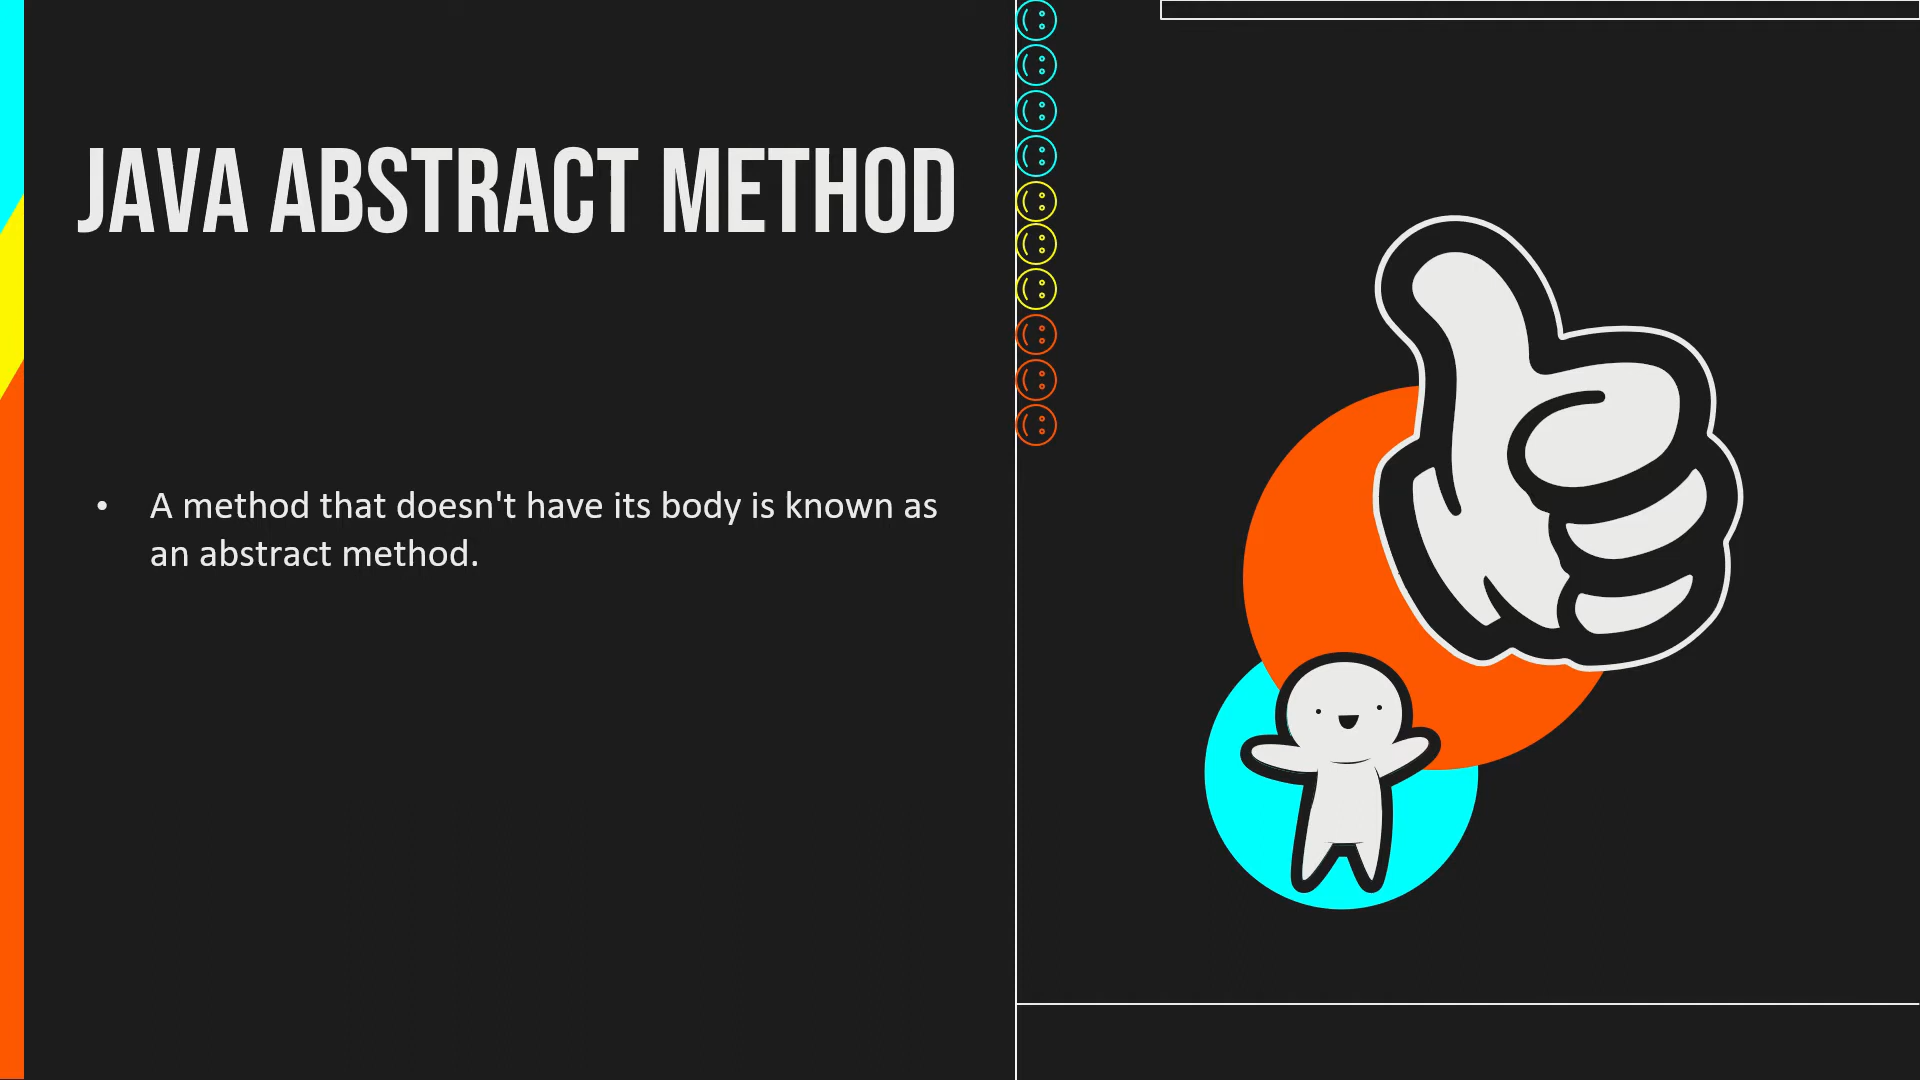 JAVA ABSTRACT METHOD
• A method that doesn't have its body is known as
an abstract method.